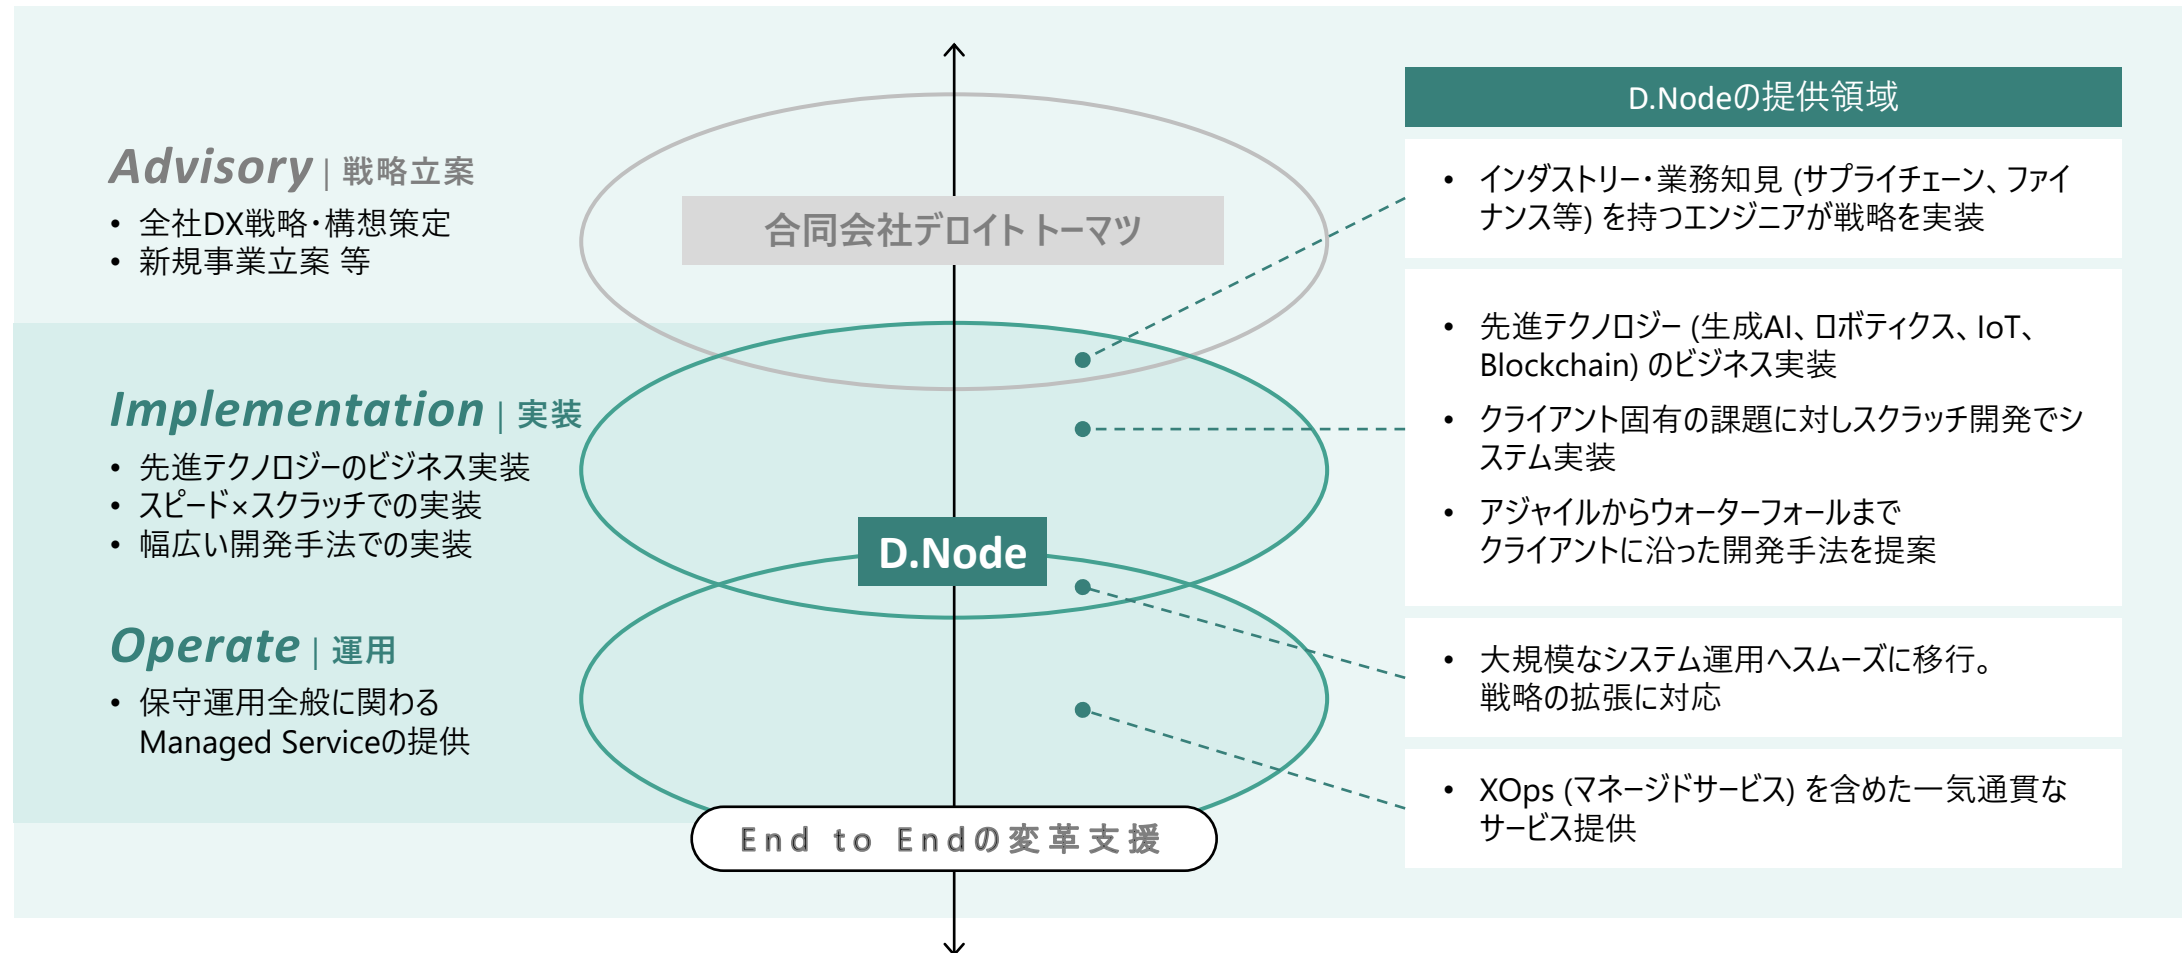 Advisory | 戦略立案
• 全社DX戦略・構想策定
• 新規事業立案 等
Implementation | 実装
• 先進テクノロジーのビジネス実装
• スピード×スクラッチでの実装
• 幅広い開発手法での実装
Operate | 運用
• 保守運用全般に関わる
Managed Serviceの提供
合同会社デロイト トーマツ
D.Node
End to Endの変革支援
D.Nodeの提供領域
• インダストリー・業務知見 (サプライチェーン、ファイ
ナンス等) を持つエンジニアが戦略を実装
• 先進テクノロジー (生成AI、ロボティクス、IoT、
Blockchain) のビジネス実装
• クライアント固有の課題に対しスクラッチ開発でシ
ステム実装
• アジャイルからウォーターフォールまで
クライアントに沿った開発手法を提案
• 大規模なシステム運用へスムーズに移行。
戦略の拡張に対応
• XOps (マネージドサービス) を含めた一気通貫な
サービス提供